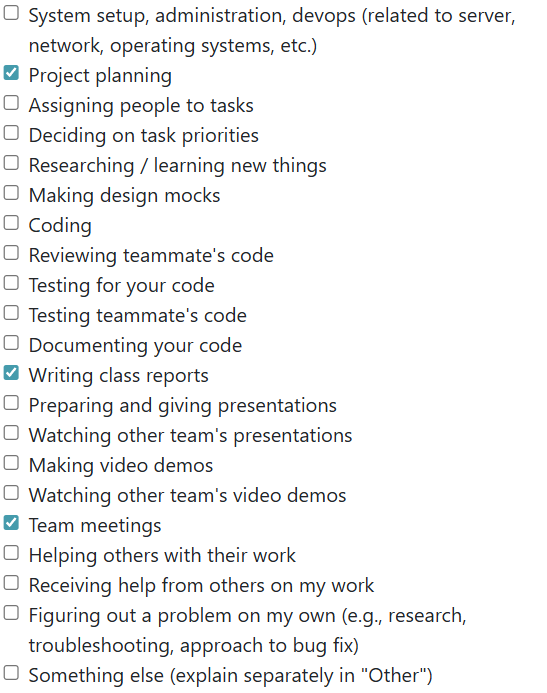 System setup, administration, devops (related to server,
network, operating systems, etc.)
Project planning
Assigning people to tasks
Deciding on task priorities
Researching / learning new things
Making design mocks
Coding
Reviewing teammate's code
Testing for your code
Testing teammate's code
Documenting your code
Writing class reports
Preparing and giving presentations
Watching other team's presentations
Making video demos
Watching other team's video demos
Team meetings
Helping others with their work
Receiving help from others on my work
Figuring out a problem on my own (e.g., research,
troubleshooting, approach to bug fix)
Something else (explain separately in "Other")